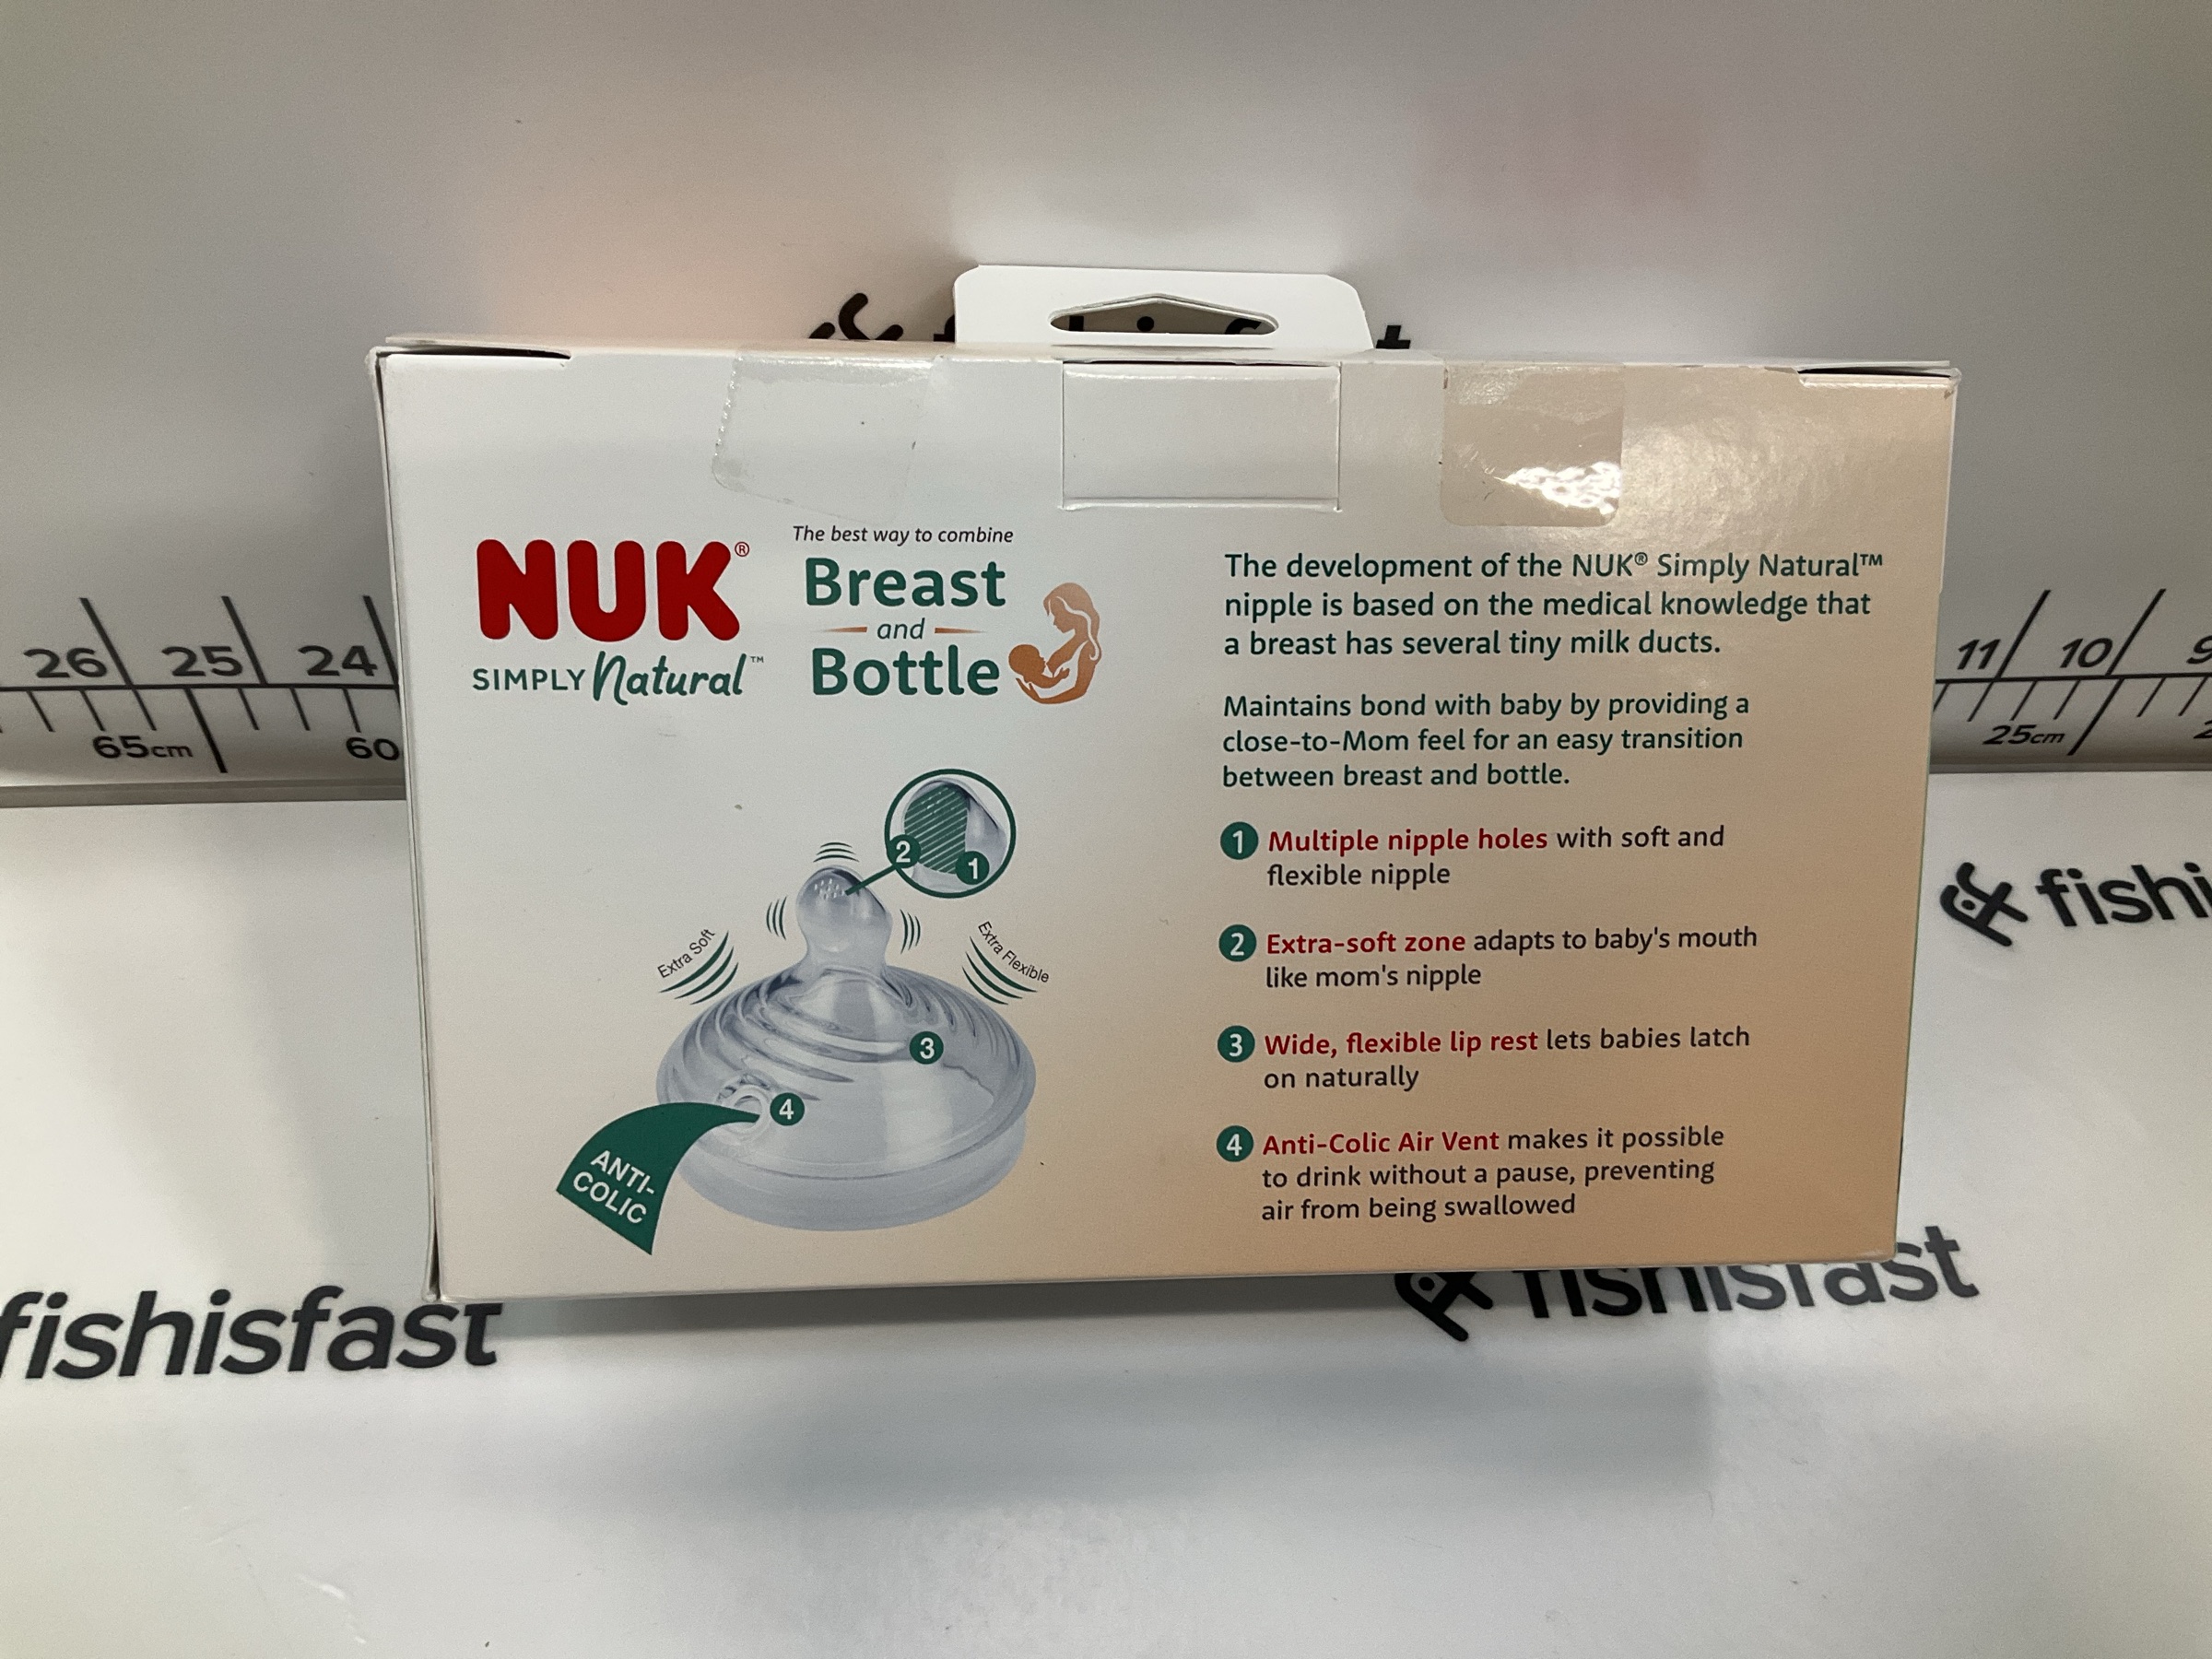 NUK®
SIMPLY Natural™
The best way to combine
Breast
and
Bottle
2
1
Extra Soft
Extra Flexible
3
4
ANTI-
COLIC
The development of the NUK® Simply Natural™
nipple is based on the medical knowledge that
a breast has several tiny milk ducts.
Maintains bond with baby by providing a
close-to-Mom feel for an easy transition
between breast and bottle.
1 Multiple nipple holes with soft and
flexible nipple
2 Extra-soft zone adapts to baby's mouth
like mom's nipple
3 Wide, flexible lip rest lets babies latch
on naturally
4 Anti-Colic Air Vent makes it possible
to drink without a pause, preventing
air from being swallowed
26 25 24
65cm 60
11 10 9
25cm 2
fishi
fishisfast
fishisfast